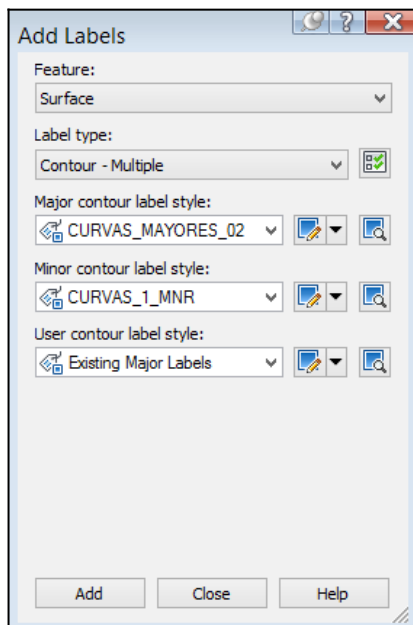 Add Labels
Feature:
Surface
Label type:
Contour - Multiple
Major contour label style:
CURVAS_MAYORES_02
Minor contour label style:
CURVAS_1_MNR
User contour label style:
Existing Major Labels
Add Close Help